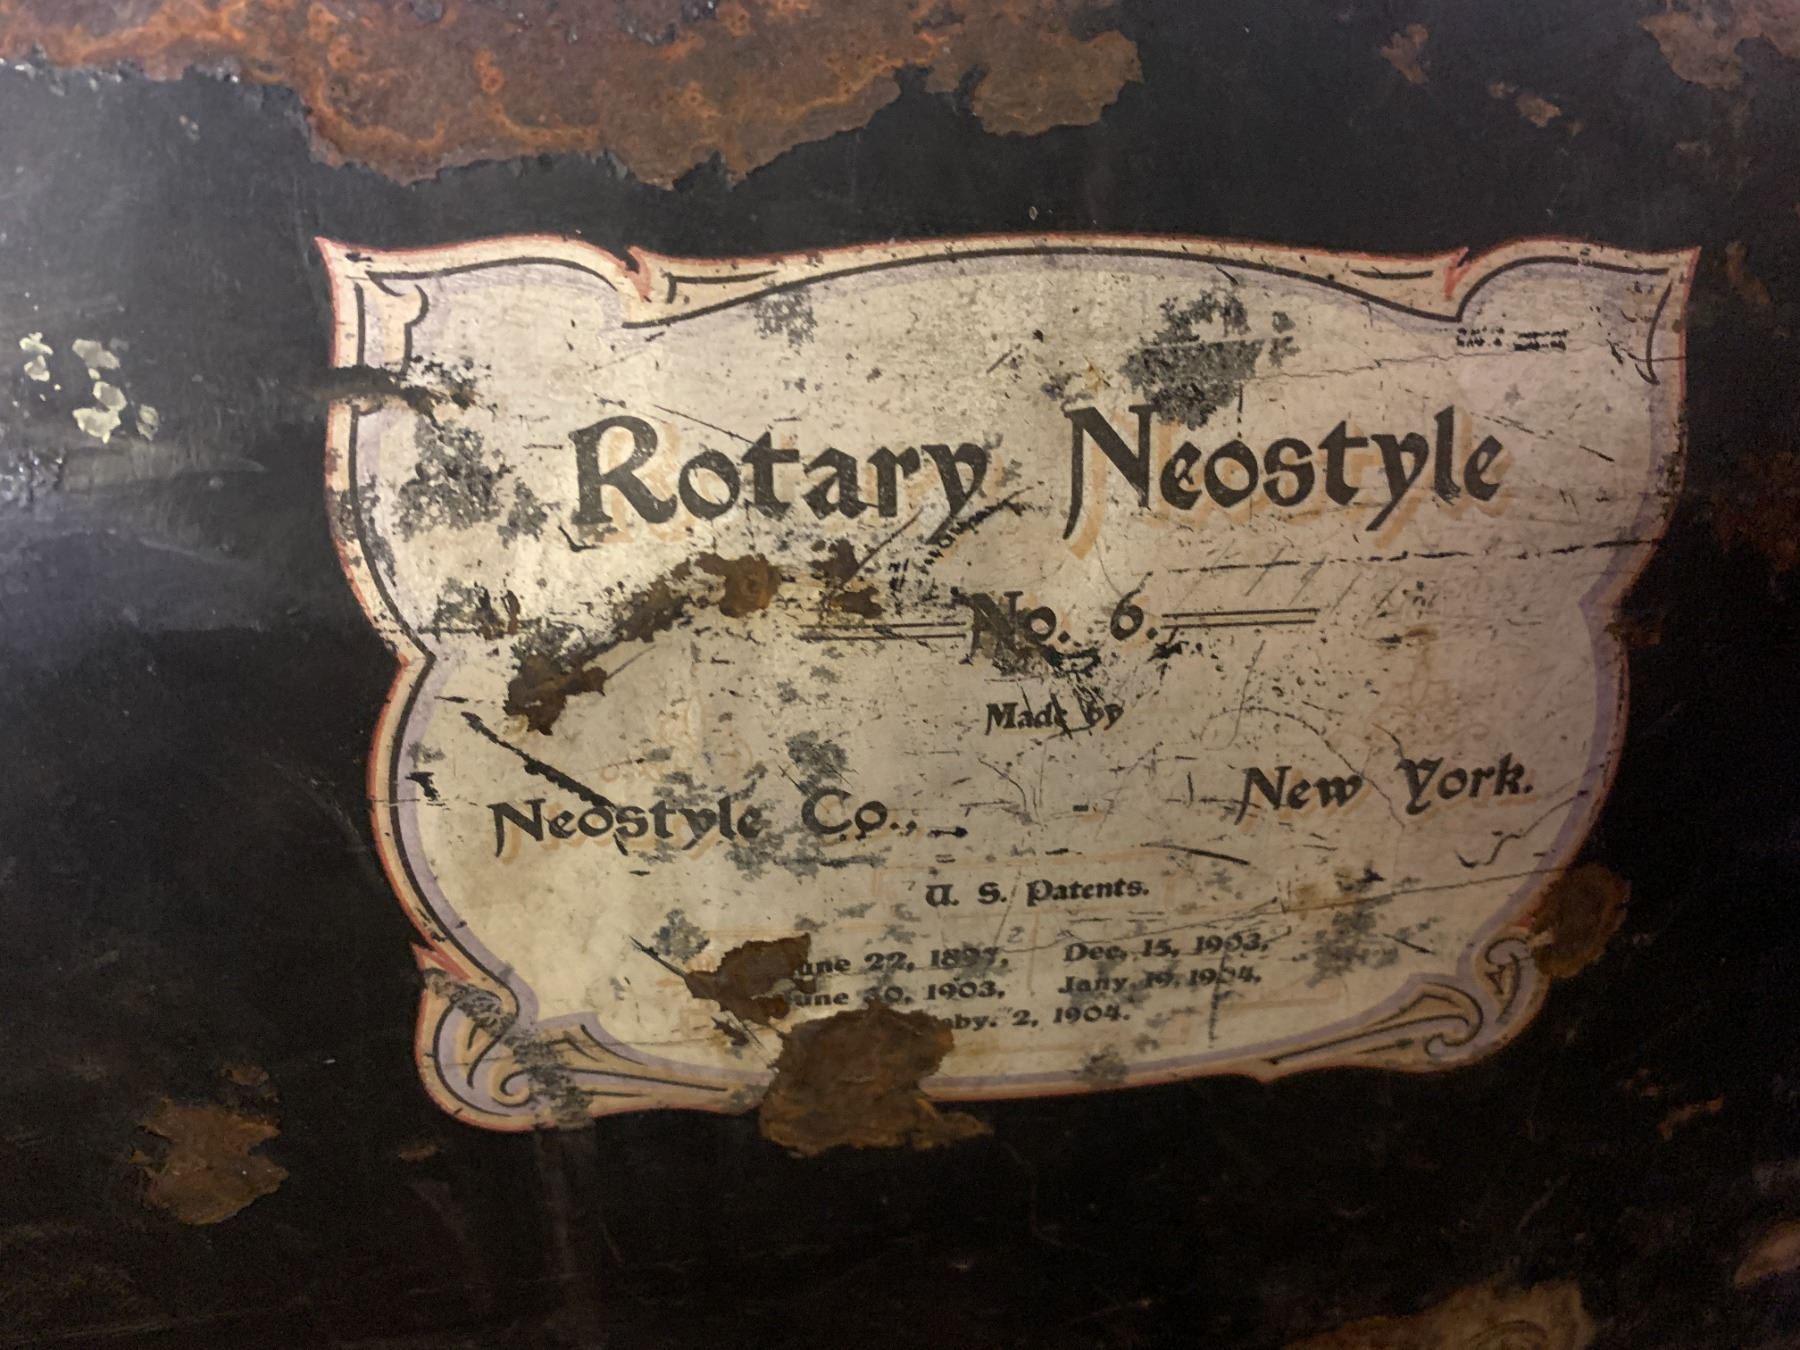 Rotary Neostyle
No. 6.
Made by
Neostyle Co., - New York.
U. S. Patents.
June 22, 1897, Dec. 15, 1903,
June 30, 1903, Jany. 19, 1904,
Feby. 2, 1904.